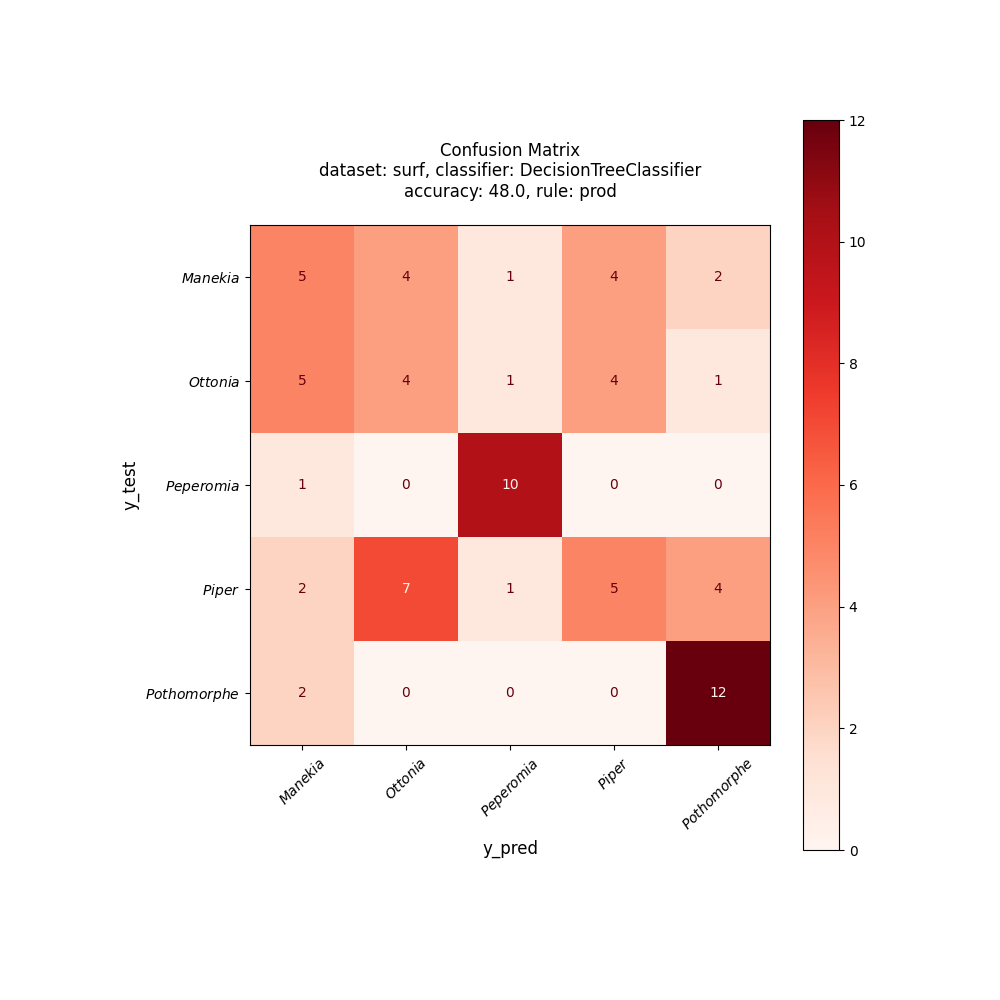 Confusion Matrix
dataset: surf, classifier: DecisionTreeClassifier
accuracy: 48.0, rule: prod
12
10
8
6
4
2
0
Manekia 5 4 1 4 2
Ottonia 5 4 1 4 1
Peperomia 1 0 10 0 0
Piper 2 7 1 5 4
Pothomorphe 2 0 0 0 12
y_test
Manekia Ottonia Peperomia Piper Pothomorphe
y_pred